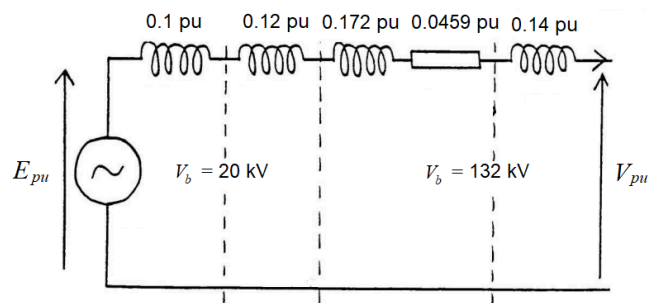 0.1 pu 0.12 pu 0.172 pu 0.0459 pu 0.14 pu
E_pu V_b = 20 kV V_b = 132 kV V_pu